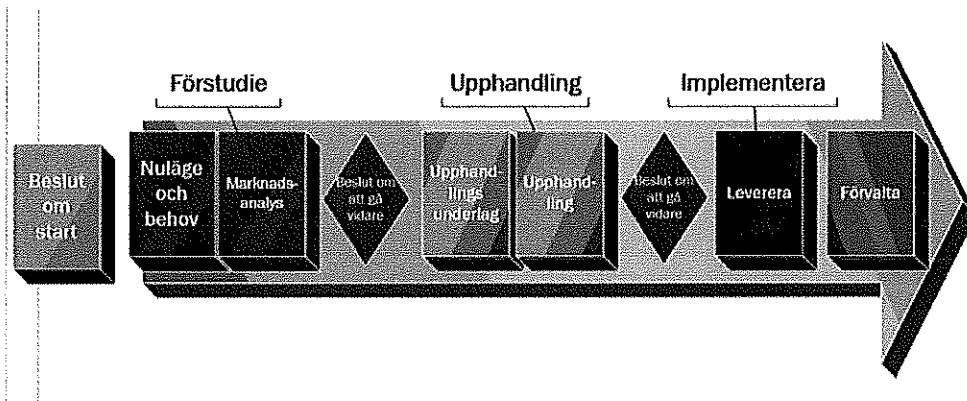 Förstudie
Upphandling
Implementera
Beslut
om
start
Nuläge
och
behov
Marknads-
analys
Beslut om
att gå
vidare
Upphand-
lings
underlag
Upphand-
ling
Beslut om
att gå
vidare
Leverera
Förvalta